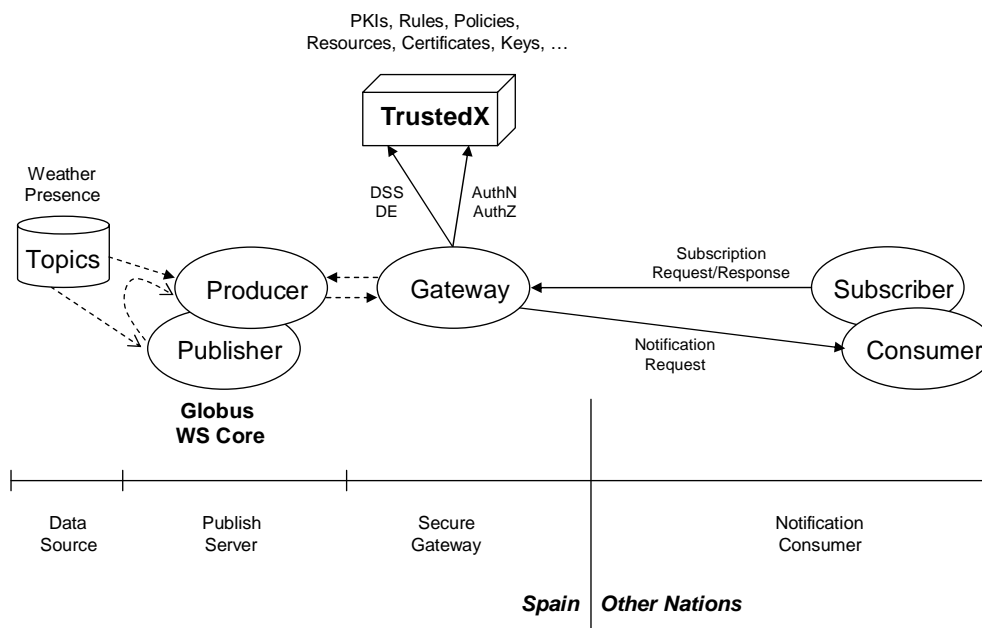 PKIs, Rules, Policies,
Resources, Certificates, Keys, …
TrustedX
Weather
Presence
DSS
DE
AuthN
AuthZ
Topics
Producer
Gateway
Subscription
Request/Response
Subscriber
Publisher
Notification
Request
Consumer
Globus
WS Core
Data
Source
Publish
Server
Secure
Gateway
Notification
Consumer
Spain
Other Nations